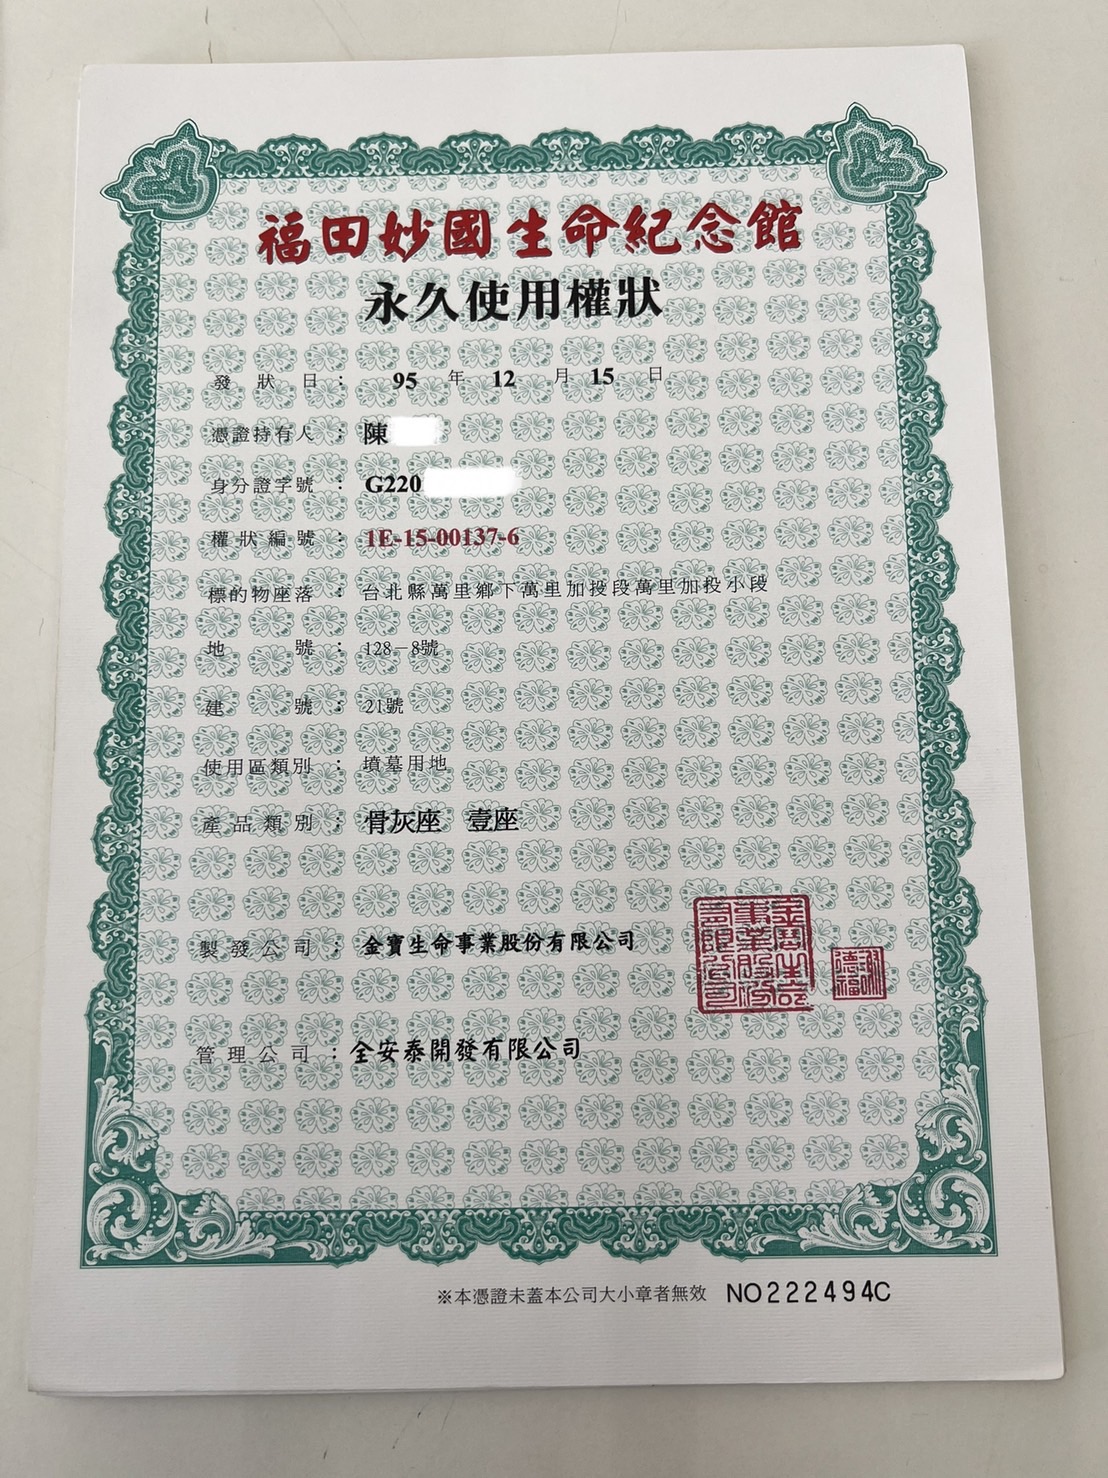 福田妙國生命紀念館
永久使用權狀
發狀日： 95 年 12 月 15 日
憑證持有人：陳
身分證字號：G220
權狀編號：1E-15-00137-6
標的物座落：台北縣萬里鄉下萬里加投段萬里加投小段
地號：128－8號
建號：21號
使用區類別：墳墓用地
產品類別：骨灰座 壹座
製發公司：金寶生命事業股份有限公司
管理公司：全安泰開發有限公司
※本憑證未蓋本公司大小章者無效 NO222494C